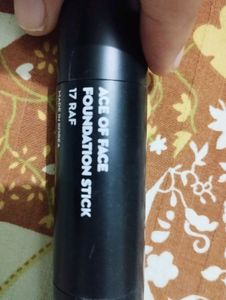 ACE OF FACE
FOUNDATION STICK
17 RAF
MADE IN KOREA